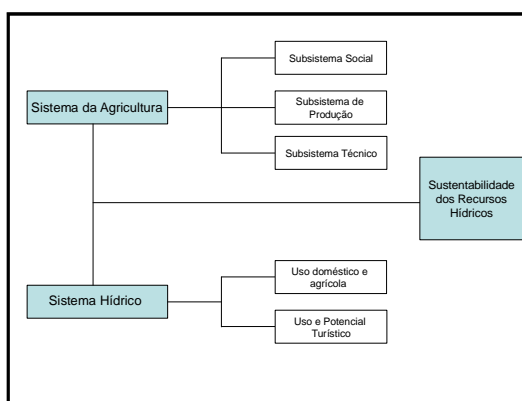 Subsistema Social
Sistema da Agricultura
Subsistema de
Produção
Subsistema Técnico
Sustentabilidade
dos Recursos
Hídricos
Sistema Hídrico
Uso doméstico e
agrícola
Uso e Potencial
Turístico